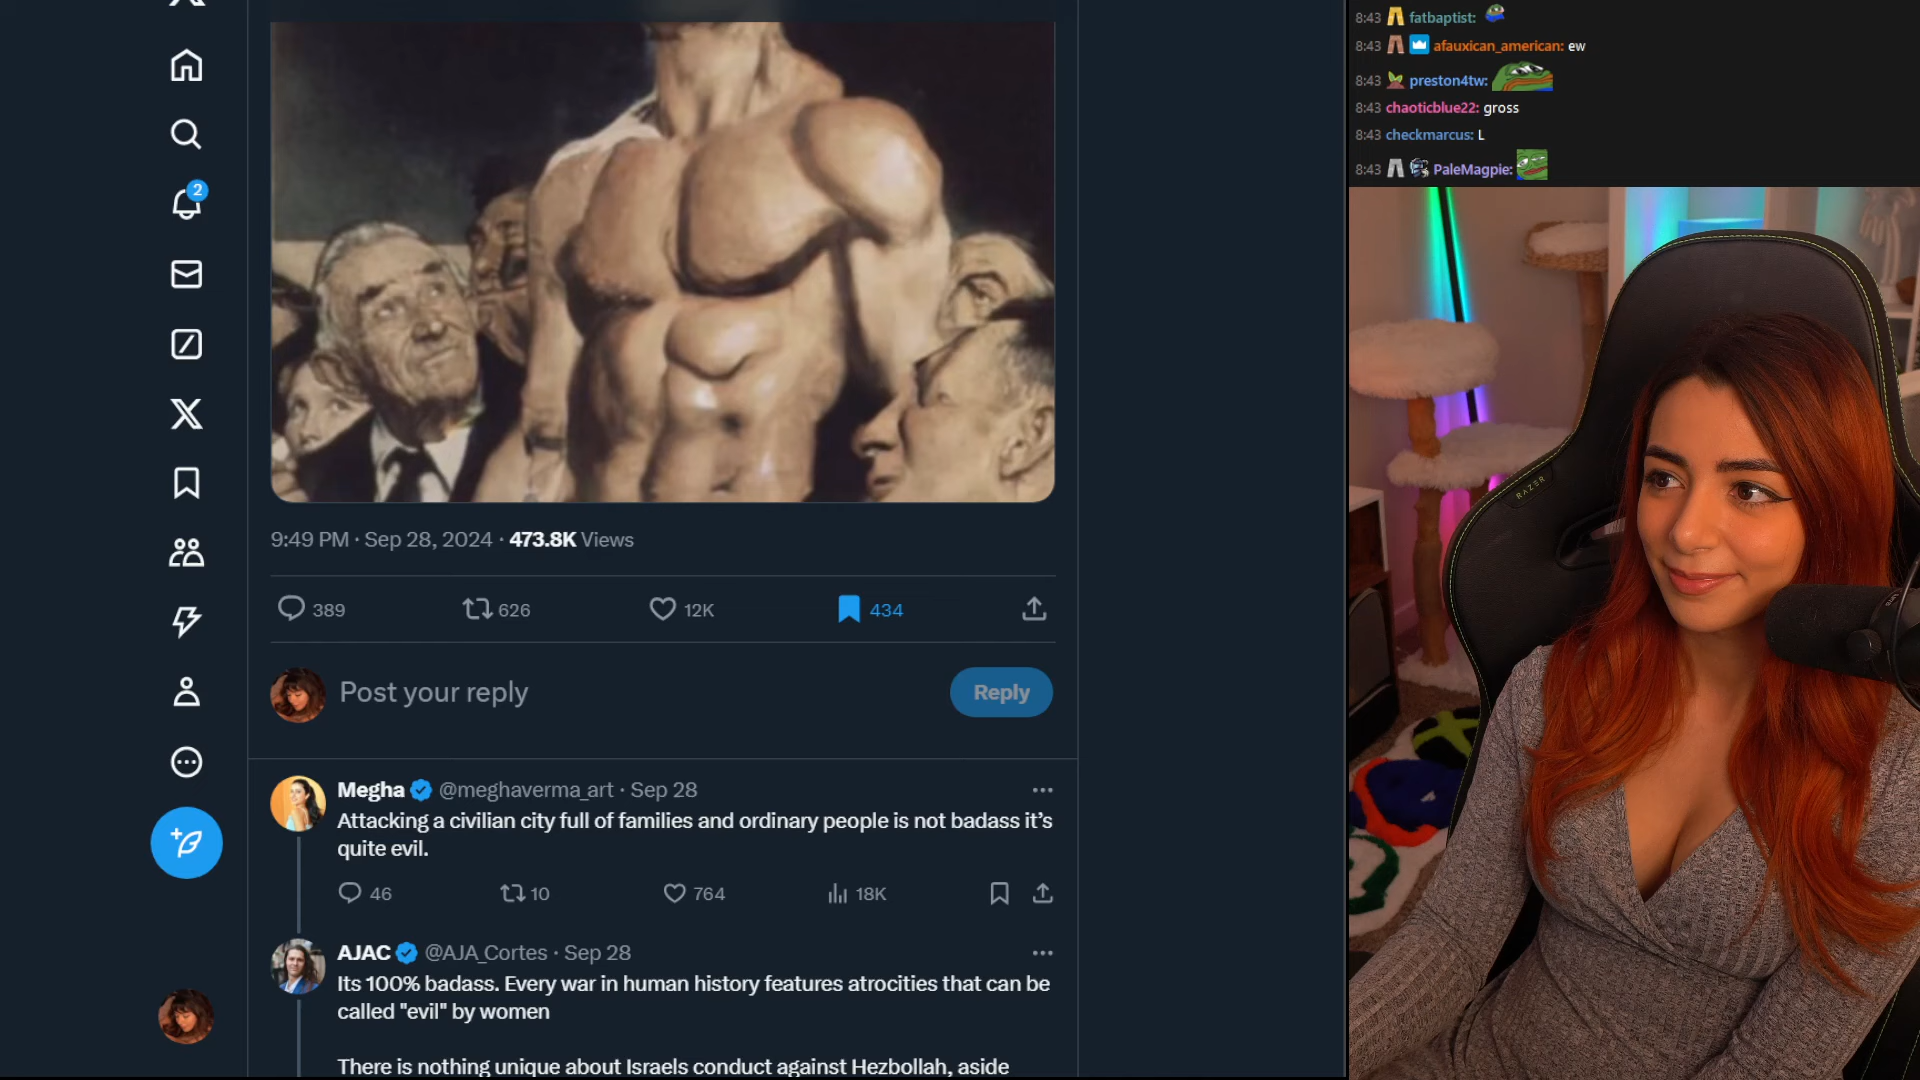 9:49 PM · Sep 28, 2024 · 473.8K Views
389 626 12K 434
Post your reply
Reply
Megha @meghaverma_art · Sep 28
Attacking a civilian city full of families and ordinary people is not badass it’s
quite evil.
46 10 764 18K
AJAC @AJA_Cortes · Sep 28
Its 100% badass. Every war in human history features atrocities that can be
called "evil" by women
There is nothing unique about Israels conduct against Hezbollah, aside
2
8:43 fatbaptist:
8:43 afauxican_american: ew
8:43 preston4tw:
8:43 chaoticblue22: gross
8:43 checkmarcus: L
8:43 PaleMagpie:
RAZER